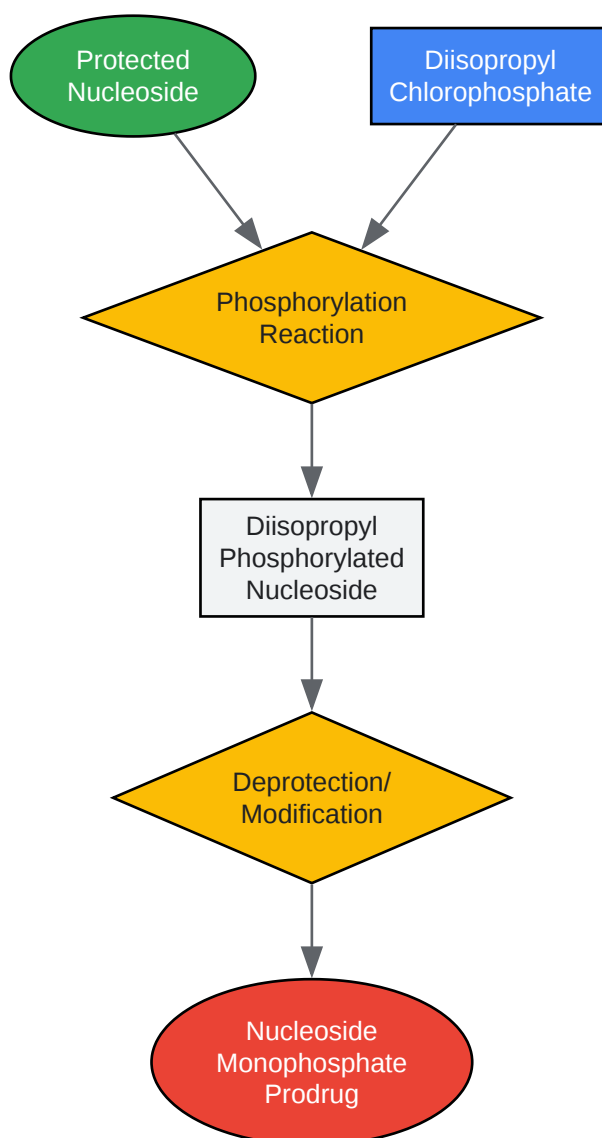 Protected
Nucleoside
Diisopropyl
Chlorophosphate
Phosphorylation
Reaction
Diisopropyl
Phosphorylated
Nucleoside
Deprotection/
Modification
Nucleoside
Monophosphate
Prodrug